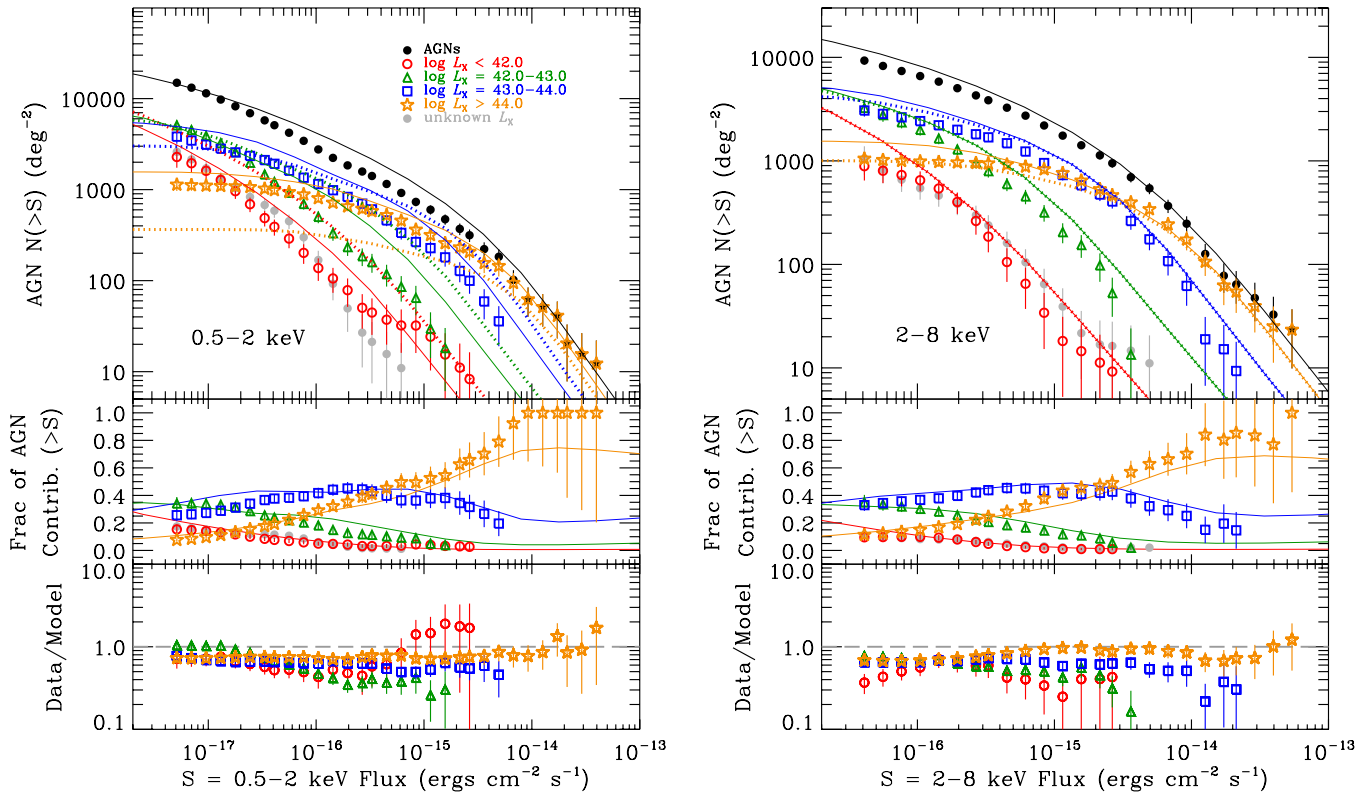 AGN N(>S) (deg⁻²)
10000
1000
100
10
AGNs
log Lx < 42.0
log Lx = 42.0−43.0
log Lx = 43.0−44.0
log Lx > 44.0
unknown Lx
0.5−2 keV
Frac of AGN
Contrib. (>S)
1.0
0.8
0.6
0.4
0.2
0.0
Data/Model
10.0
1.0
0.1
10⁻¹⁷
10⁻¹⁶
10⁻¹⁵
10⁻¹⁴
10⁻¹³
S = 0.5−2 keV Flux (ergs cm⁻² s⁻¹)
AGN N(>S) (deg⁻²)
10000
1000
100
10
2−8 keV
Frac of AGN
Contrib. (>S)
1.0
0.8
0.6
0.4
0.2
0.0
Data/Model
10.0
1.0
0.1
10⁻¹⁶
10⁻¹⁵
10⁻¹⁴
10⁻¹³
S = 2−8 keV Flux (ergs cm⁻² s⁻¹)